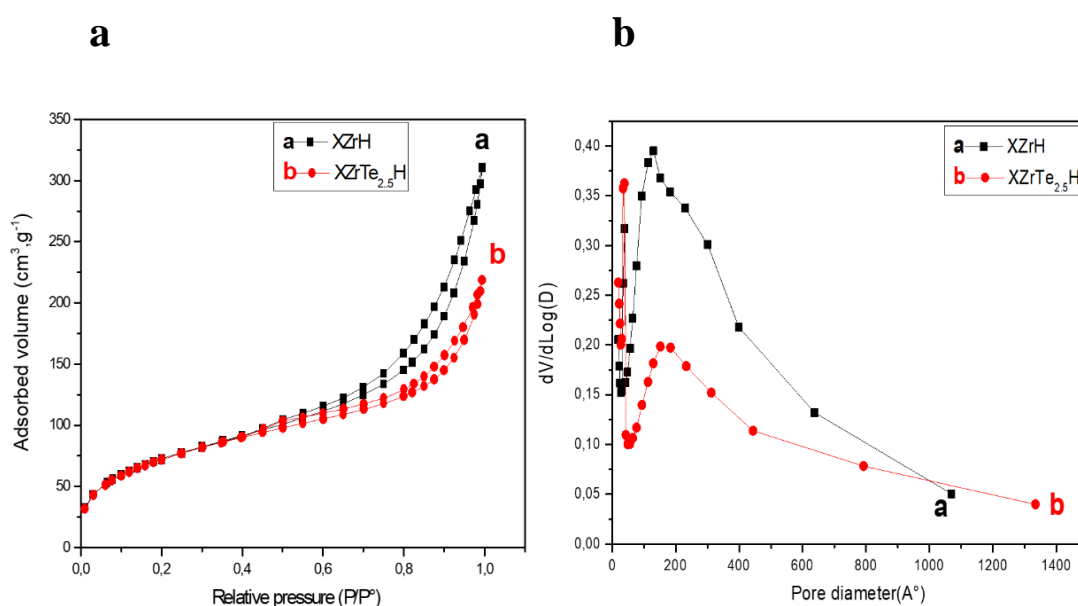 a
b
350
300
250
200
150
100
50
0
Adsorbed volume (cm³.g⁻¹)
a XZrH
b XZrTe₂.₅H
a
b
0,0 0,2 0,4 0,6 0,8 1,0
Relative pressure (P/P°)
0,40
0,35
0,30
0,25
0,20
0,15
0,10
0,05
0,00
dV/dLog(D)
a XZrH
b XZrTe₂.₅H
a
b
0 200 400 600 800 1000 1200 1400
Pore diameter(A°)